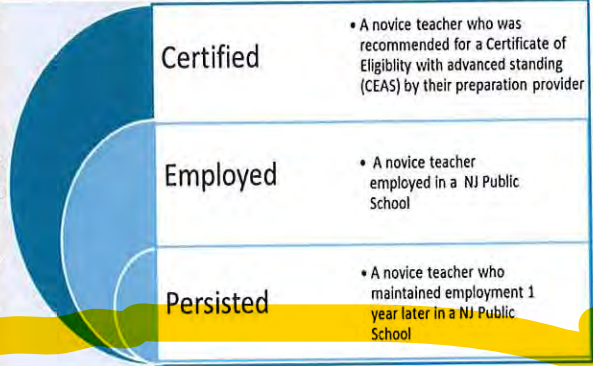 Certified
• A novice teacher who was
recommended for a Certificate of
Eligiblity with advanced standing
(CEAS) by their preparation provider
Employed
• A novice teacher
employed in a NJ Public
School
Persisted
• A novice teacher who
maintained employment 1
year later in a NJ Public
School